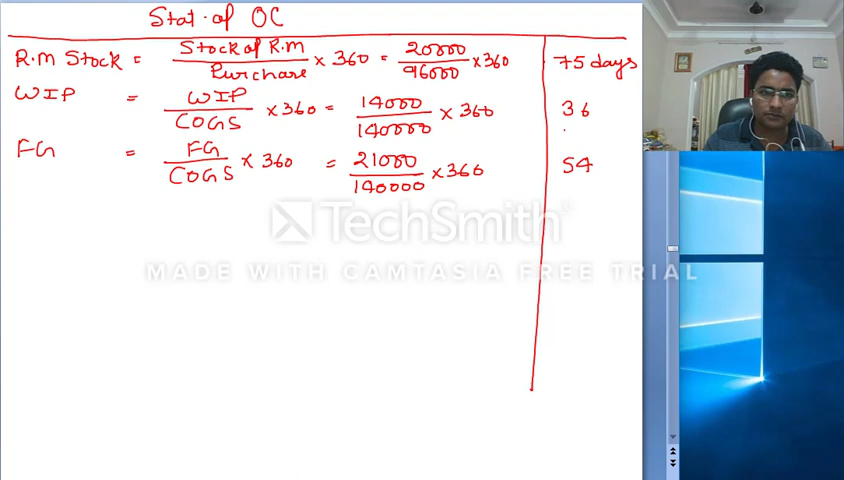 Stat. of OC
R.M Stock = Stock of R.M / Purchase × 360 = 20000 / 96000 × 360 75 days
WIP = WIP / COGS × 360 = 14000 / 140000 × 360 36
FG = FG / COGS × 360 = 21000 / 140000 × 360 54
TechSmith
MADE WITH CAMTASIA FREE TRIAL